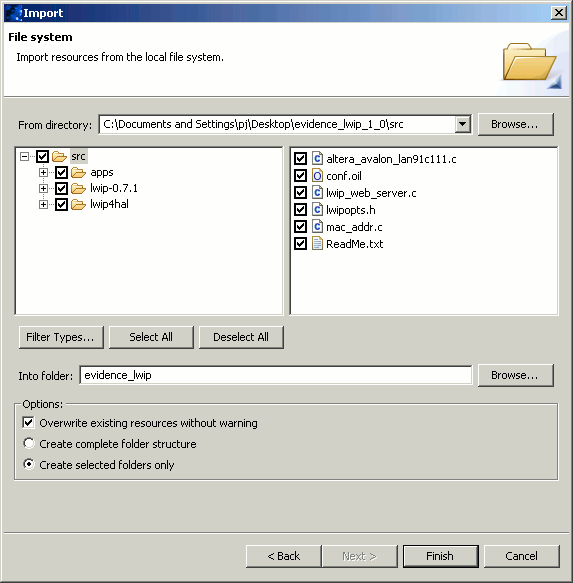 Import
File system
Import resources from the local file system.
From directory: C:\Documents and Settings\pj\Desktop\evidence_lwip_1_0\src Browse...
src
apps
lwip-0.7.1
lwip4hal
altera_avalon_lan91c111.c
conf.oil
lwip_web_server.c
lwipopts.h
mac_addr.c
ReadMe.txt
Filter Types... Select All Deselect All
Into folder: evidence_lwip Browse...
Options:
Overwrite existing resources without warning
Create complete folder structure
Create selected folders only
< Back Next > Finish Cancel